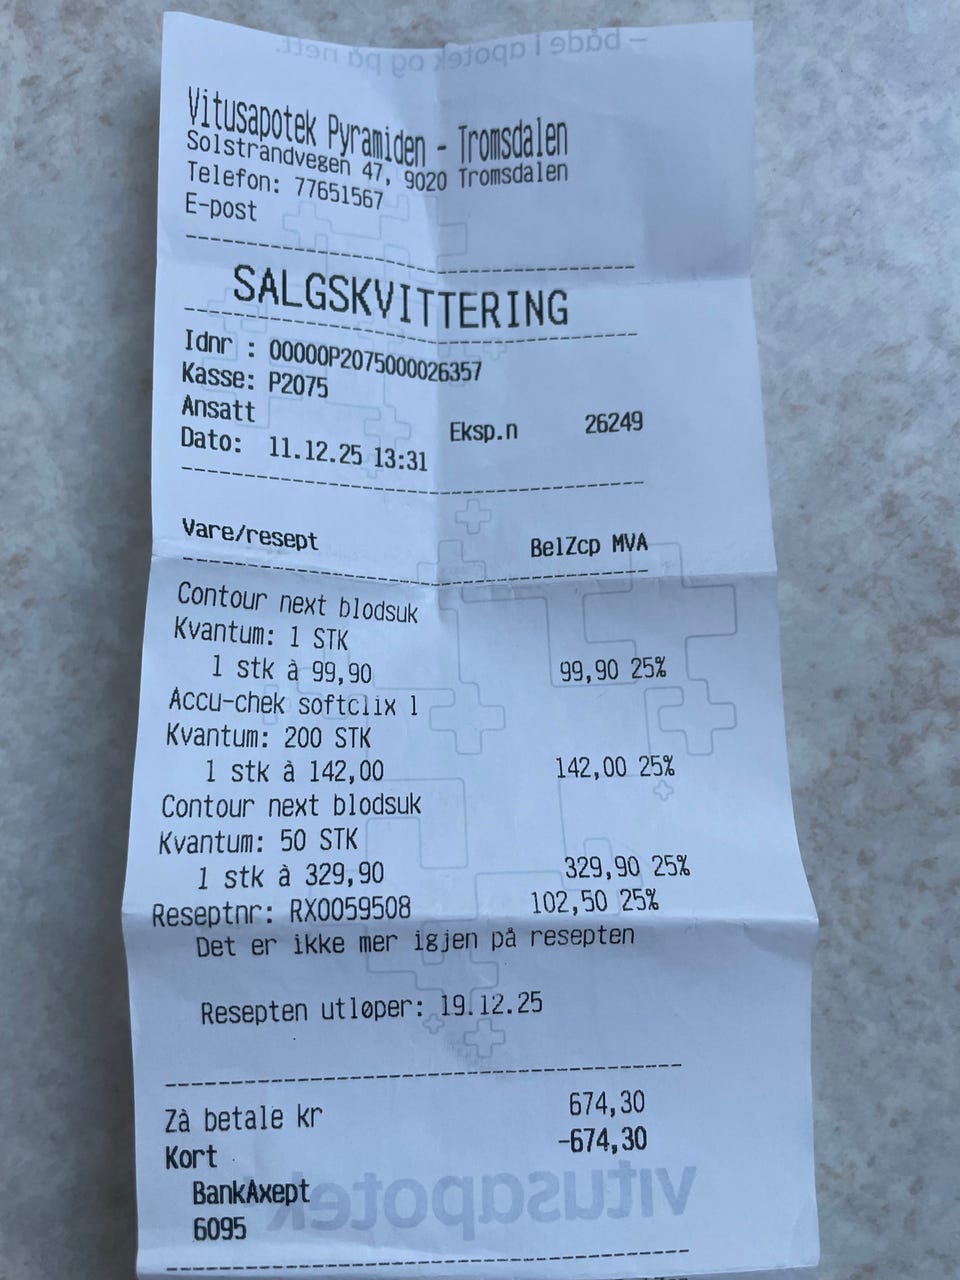 – både i apotek og på nett.
Vitusapotek Pyramiden - Tromsdalen
Solstrandvegen 47, 9020 Tromsdalen
Telefon: 77651567
E-post
SALGSKVITTERING
Idnr : 00000P2075000026357
Kasse: P2075
Ansatt Eksp.n 26249
Dato: 11.12.25 13:31
Vare/resept BelZcp MVA
Contour next blodsuk
Kvantum: 1 STK
1 stk à 99,90 99,90 25%
Accu-chek softclix l
Kvantum: 200 STK
1 stk à 142,00 142,00 25%
Contour next blodsuk
Kvantum: 50 STK
1 stk à 329,90 329,90 25%
Reseptnr: RX0059508 102,50 25%
Det er ikke mer igjen på resepten
Resepten utløper: 19.12.25
Zà betale kr 674,30
Kort -674,30
BankAxept
6095
vitusapotek